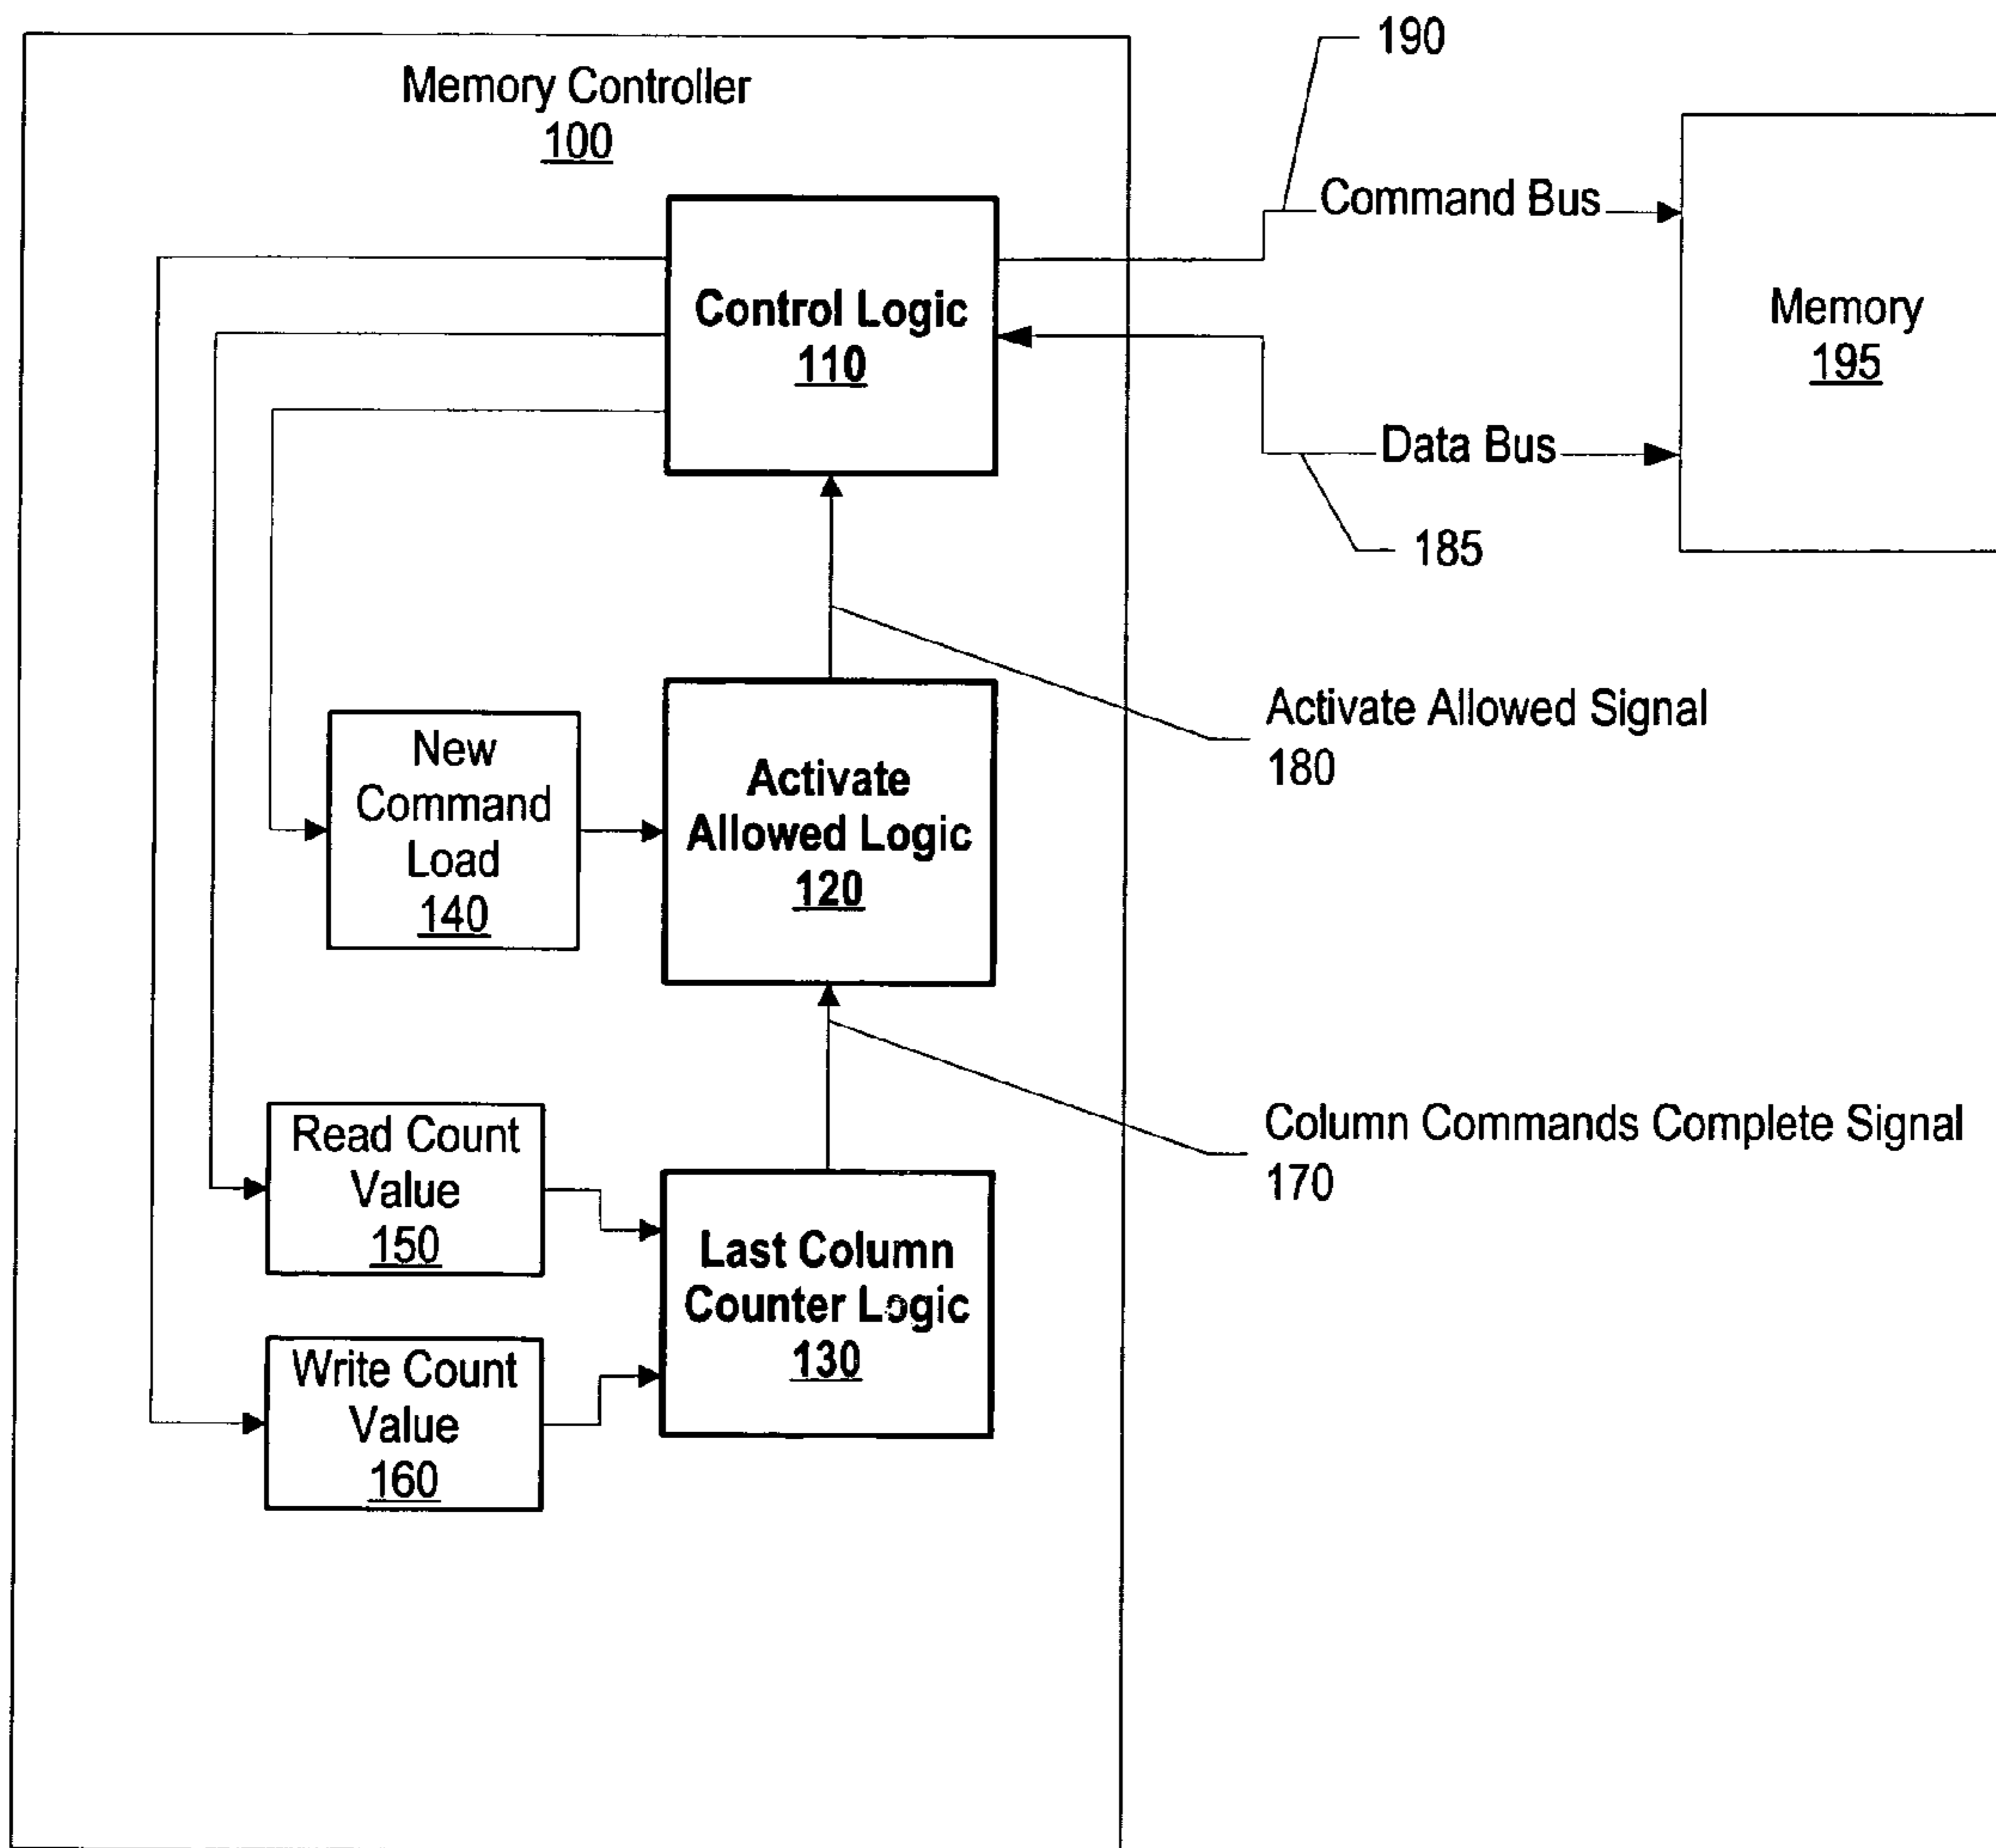 190
Memory Controller
100
Command Bus
Control Logic
110
Memory
195
Data Bus
185
Activate Allowed Signal
180
New
Command
Load
140
Activate
Allowed Logic
120
Column Commands Complete Signal
170
Read Count
Value
150
Last Column
Counter Logic
130
Write Count
Value
160